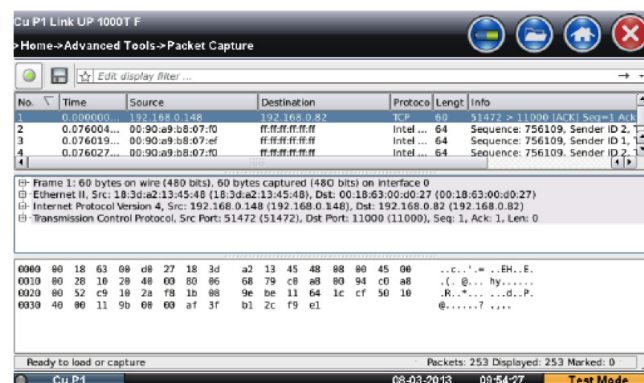 Cu P1 Link UP 1000T F
>Home->Advanced Tools->Packet Capture
Edit display filter ...
No. Time Source Destination Protoco Lengt Info
1 0.000000... 192.168.0.148 192.168.0.82 TCP 60 51472 > 11000 [ACK] Seq=1 Ack
2 0.076004... 00:90:a9:b8:07:f0 ff:ff:ff:ff:ff:ff Intel ... 64 Sequence: 756109, Sender ID 2, T
3 0.076019... 00:90:a9:b8:07:ef ff:ff:ff:ff:ff:ff Intel ... 64 Sequence: 756109, Sender ID 2, T
4 0.076027... 00:90:a9:b8:07:f0 ff:ff:ff:ff:ff:ff Intel ... 64 Sequence: 756109, Sender ID 2, T
Frame 1: 60 bytes on wire (480 bits), 60 bytes captured (480 bits) on interface 0
Ethernet II, Src: 18:3d:a2:13:45:48 (18:3d:a2:13:45:48), Dst: 00:18:63:00:d0:27 (00:18:63:00:d0:27)
Internet Protocol Version 4, Src: 192.168.0.148 (192.168.0.148), Dst: 192.168.0.82 (192.168.0.82)
Transmission Control Protocol, Src Port: 51472 (51472), Dst Port: 11000 (11000), Seq: 1, Ack: 1, Len: 0
0000 00 18 63 00 d0 27 18 3d a2 13 45 48 08 00 45 00 ..c..'.= ..EH..E.
0010 00 28 10 20 40 00 80 06 68 79 c0 a8 00 94 c0 a8 .(. @... hy......
0020 00 52 c9 10 2a f8 1b 08 9e be 11 64 1c cf 50 10 .R..*... ...d..P.
0030 40 00 11 9b 00 00 af 3f b1 2c f9 e1 @......? .,..
Ready to load or capture Packets: 253 Displayed: 253 Marked: 0
Cu P1 08-03-2013 09:54:27 Test Mode